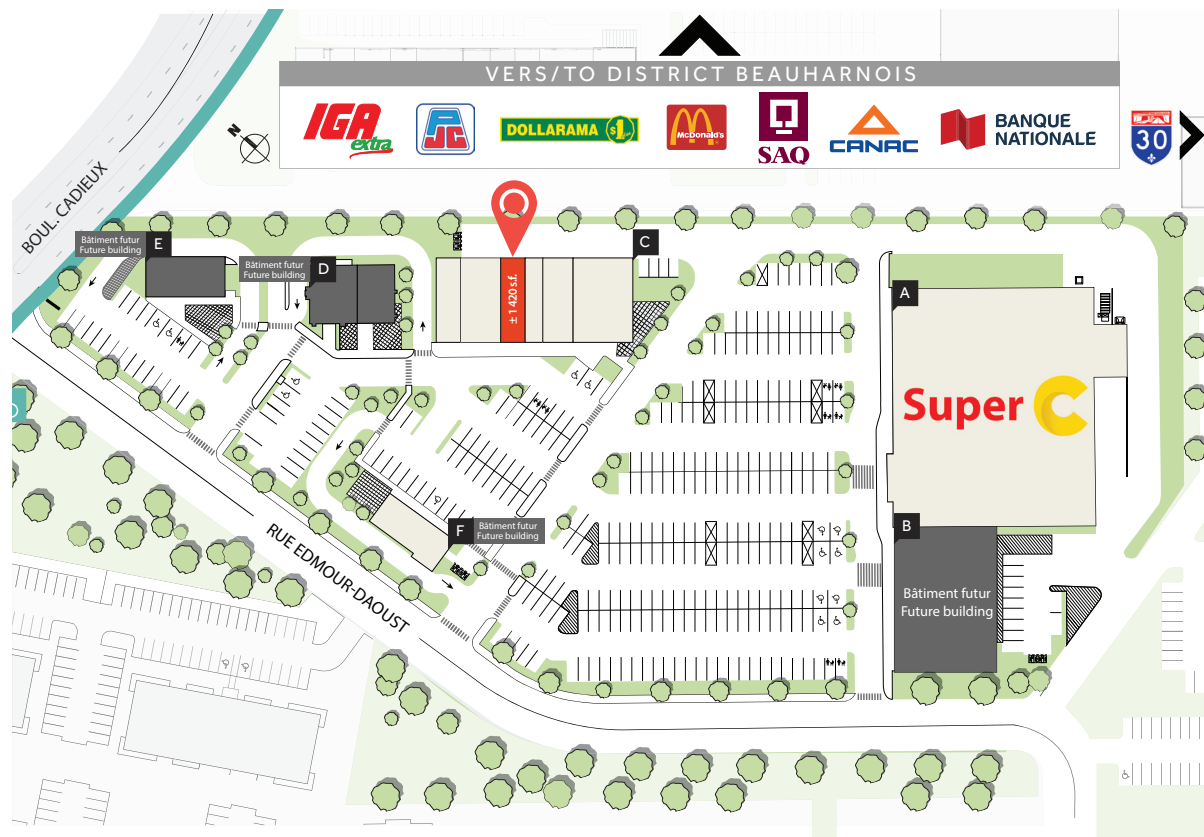 VERS/TO DISTRICT BEAUHARNOIS
IGA
extra
PJC
DOLLARAMA $1
McDonald's
SAQ
CANAC
BANQUE
NATIONALE
30
N
BOUL. CADIEUX
Bâtiment futur
Future building
E
Bâtiment futur
Future building
D
C
± 1 420 s.f.
A
Super C
B
Bâtiment futur
Future building
F
Bâtiment futur
Future building
RUE EDMOUR-DAOUST